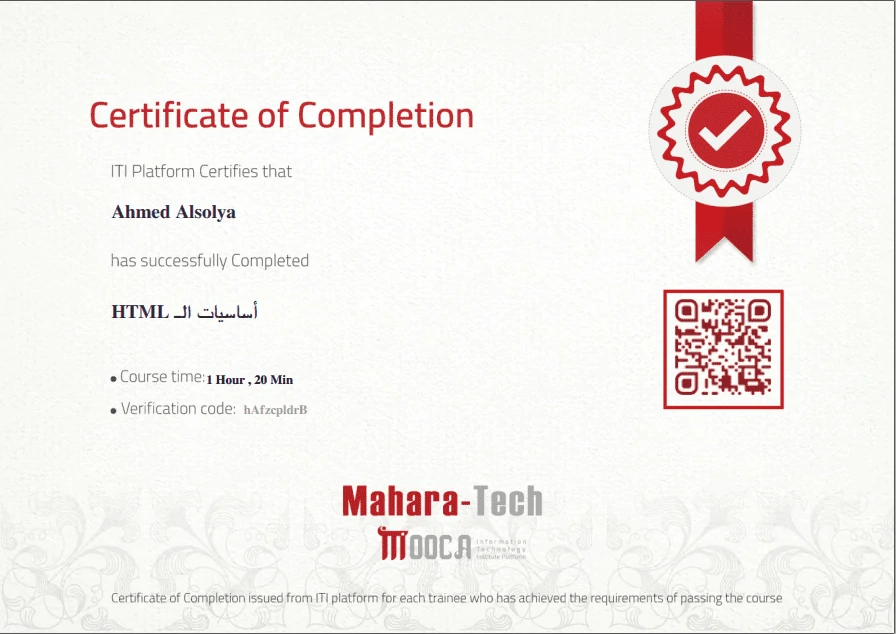 Certificate of Completion
ITI Platform Certifies that
Ahmed Alsolya
has successfully Completed
أساسيات الـ HTML
Course time: 1 Hour , 20 Min
Verification code: hAfzcpldrB
Mahara-Tech
MOOCA
Information
Technology
Institute Platform
Certificate of Completion issued from ITI platform for each trainee who has achieved the requirements of passing the course